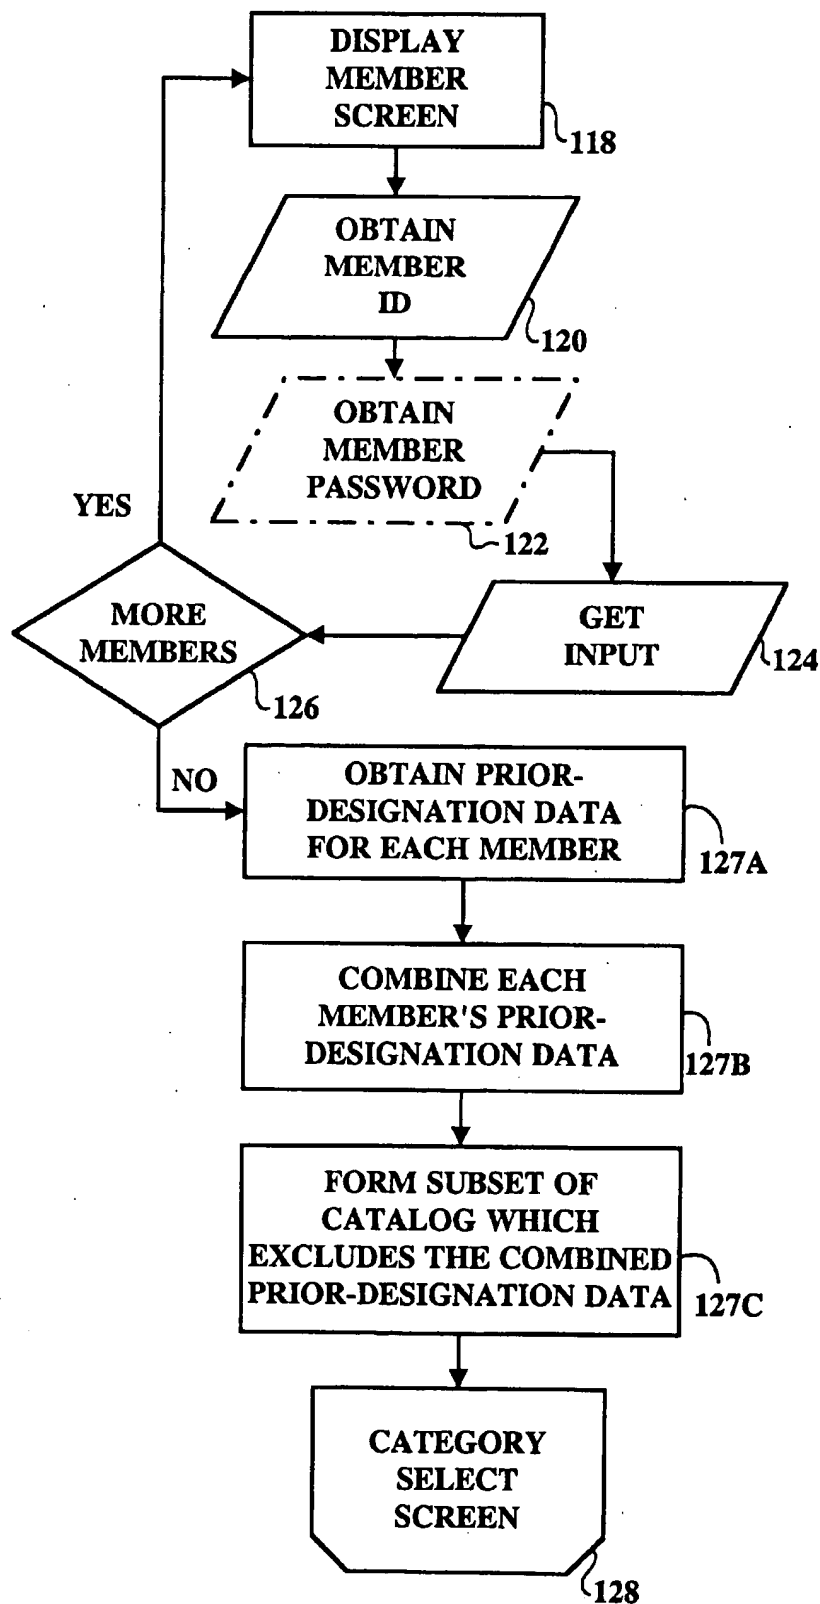 DISPLAY
MEMBER
SCREEN
118
OBTAIN
MEMBER
ID
120
OBTAIN
MEMBER
PASSWORD
122
YES
GET
INPUT
124
MORE
MEMBERS
126
NO
OBTAIN PRIOR-
DESIGNATION DATA
FOR EACH MEMBER
127A
COMBINE EACH
MEMBER'S PRIOR-
DESIGNATION DATA
127B
FORM SUBSET OF
CATALOG WHICH
EXCLUDES THE COMBINED
PRIOR-DESIGNATION DATA
127C
CATEGORY
SELECT
SCREEN
128